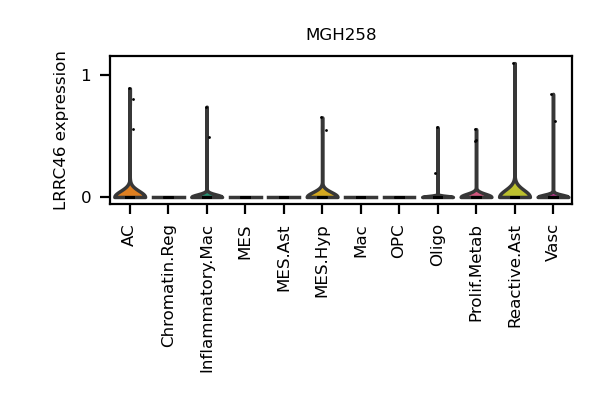 MGH258
LRRC46 expression
1
0
AC
Chromatin.Reg
Inflammatory.Mac
MES
MES.Ast
MES.Hyp
Mac
OPC
Oligo
Prolif.Metab
Reactive.Ast
Vasc